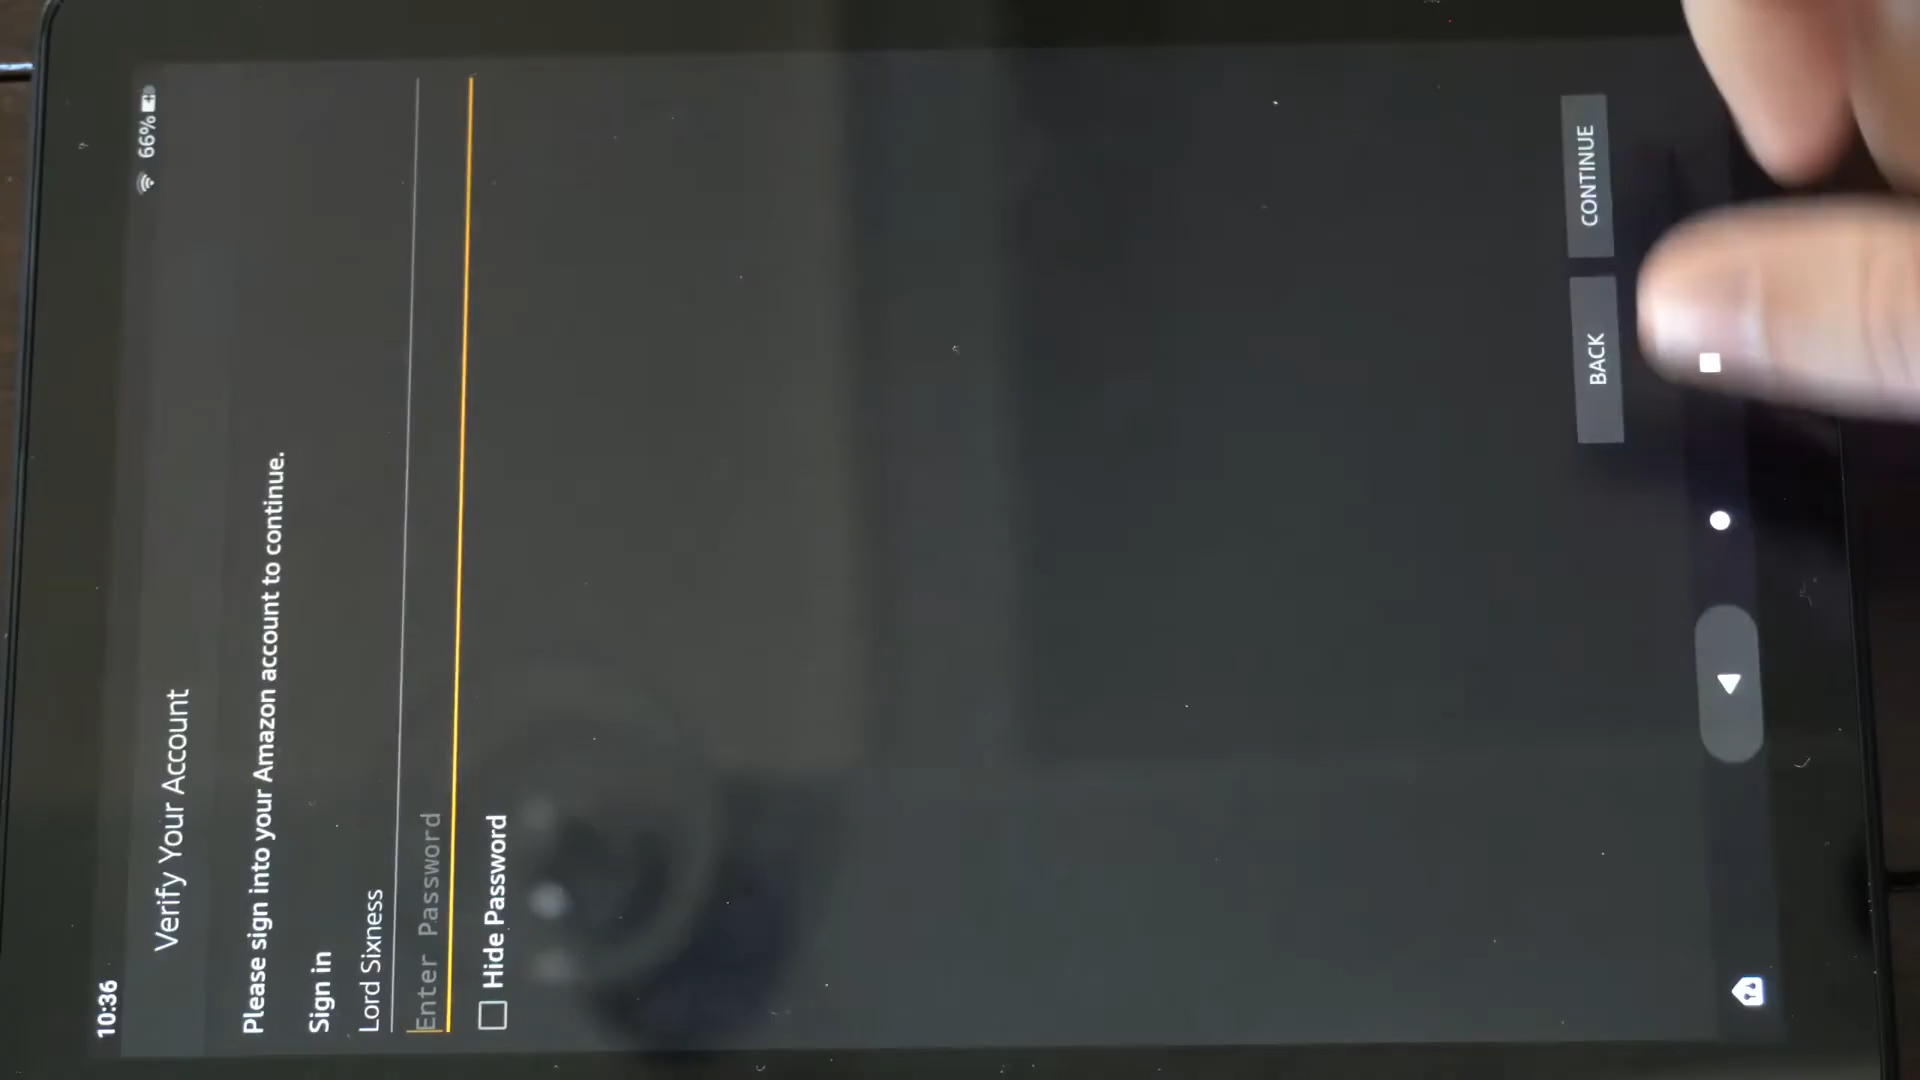 10:36
66%
Verify Your Account
Please sign into your Amazon account to continue.
Sign in
Lord Sixness
Enter Password
Hide Password
BACK
CONTINUE